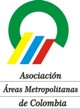 Asociación
Áreas Metropolitanas
de Colombia